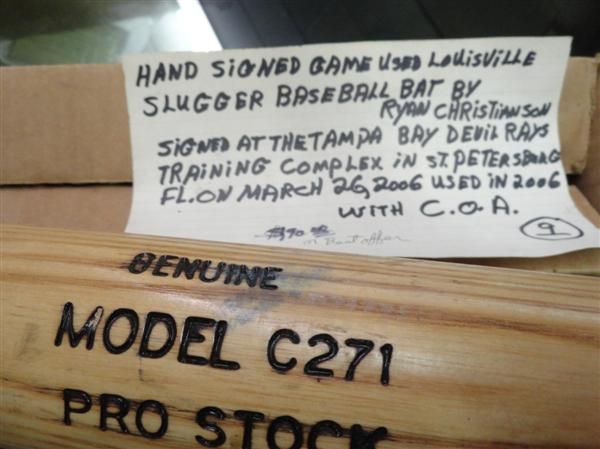 HAND SIGNED GAME USED LOUISVILLE
SLUGGER BASEBALL BAT BY
RYAN CHRISTIANSON
SIGNED AT THE TAMPA BAY DEVIL RAYS
TRAINING COMPLEX IN ST. PETERSBURG
FL. ON MARCH 26, 2006 USED IN 2006
WITH C.O.A.
9
GENUINE
MODEL C271
PRO STOCK